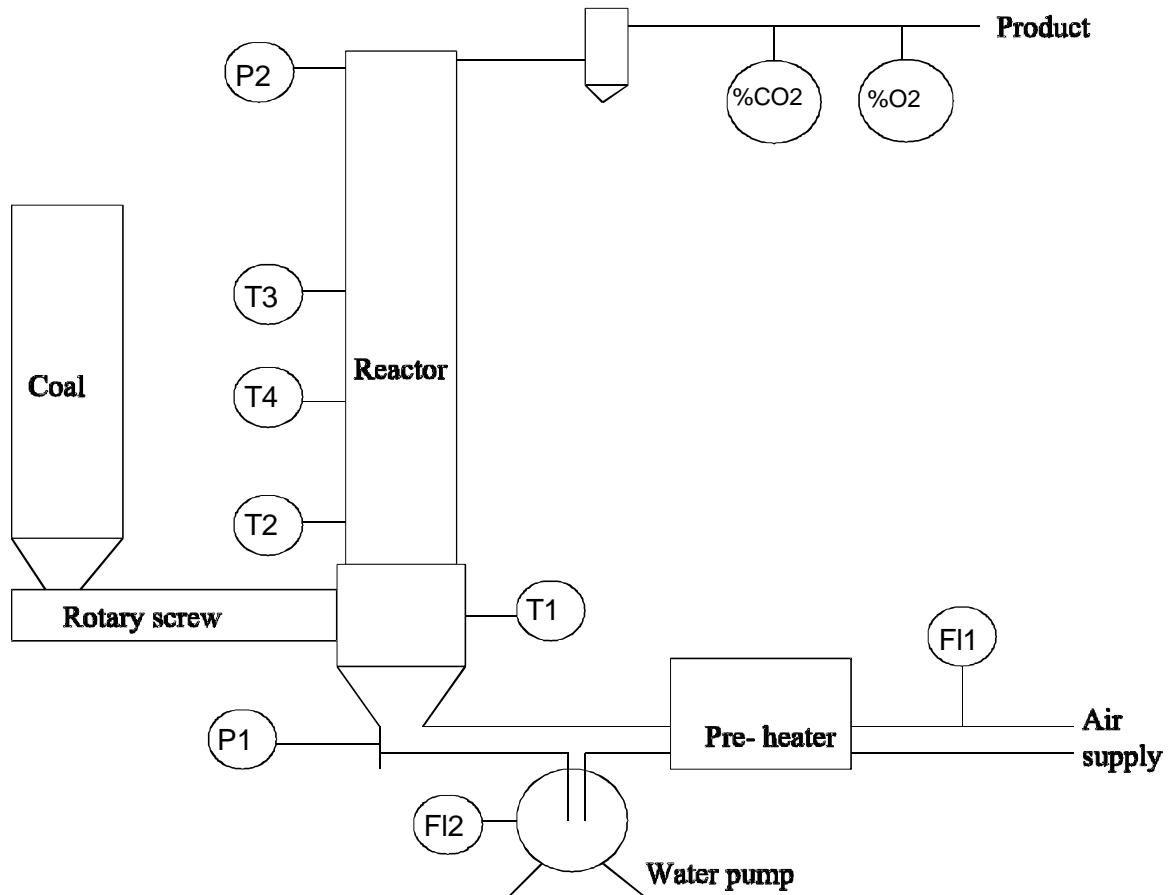 Product
P2
%CO2
%O2
T3
Reactor
Coal
T4
T2
Rotary screw
T1
FI1
P1
Pre- heater
Air
supply
FI2
Water pump